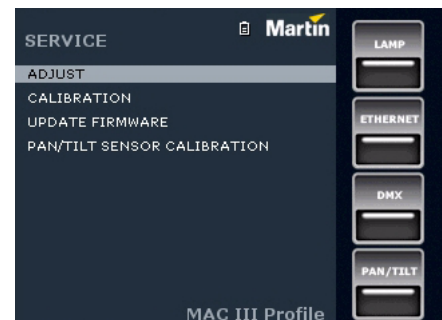 Martin
SERVICE
ADJUST
CALIBRATION
UPDATE FIRMWARE
PAN/TILT SENSOR CALIBRATION
MAC III Profile
LAMP
ETHERNET
DMX
PAN/TILT